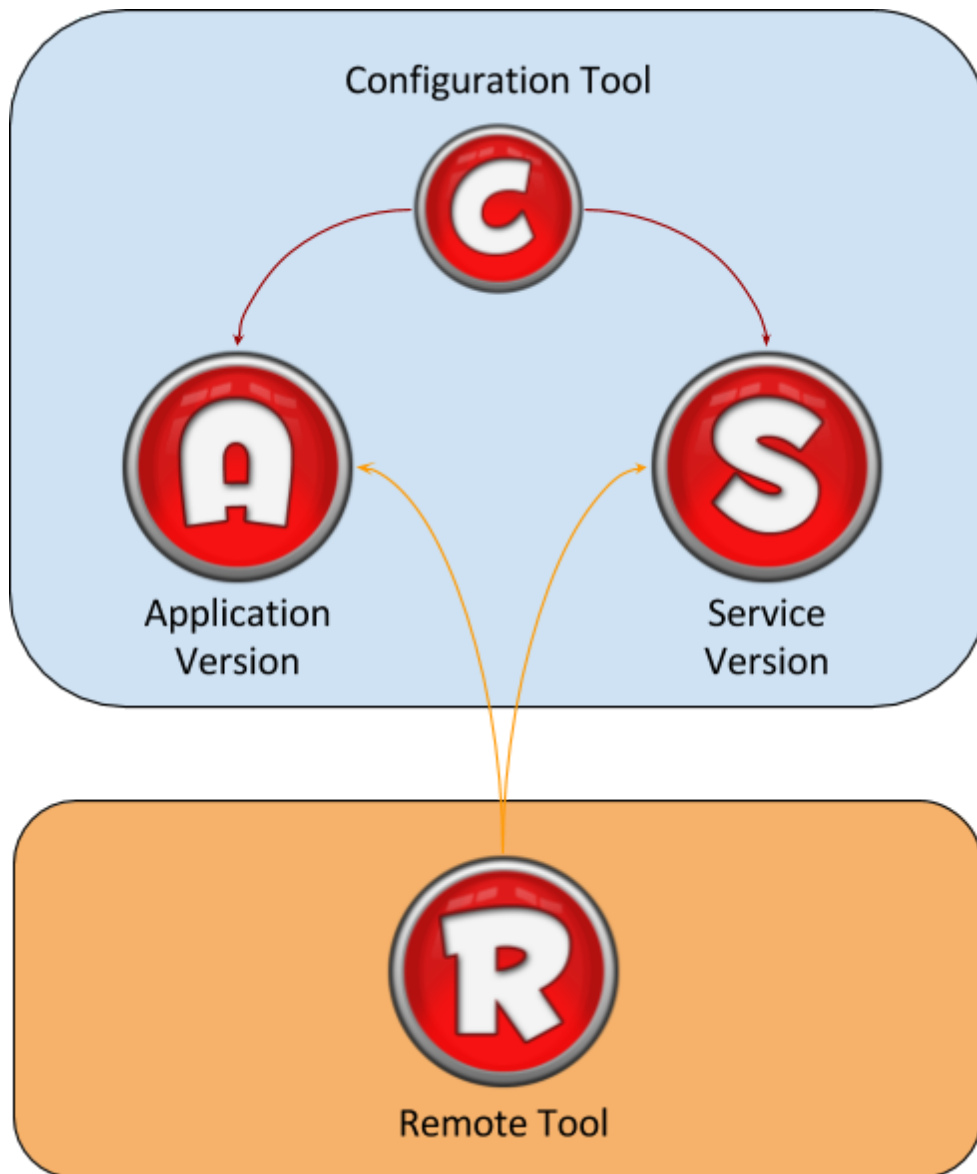 Configuration Tool
C
A
S
Application
Version
Service
Version
R
Remote Tool